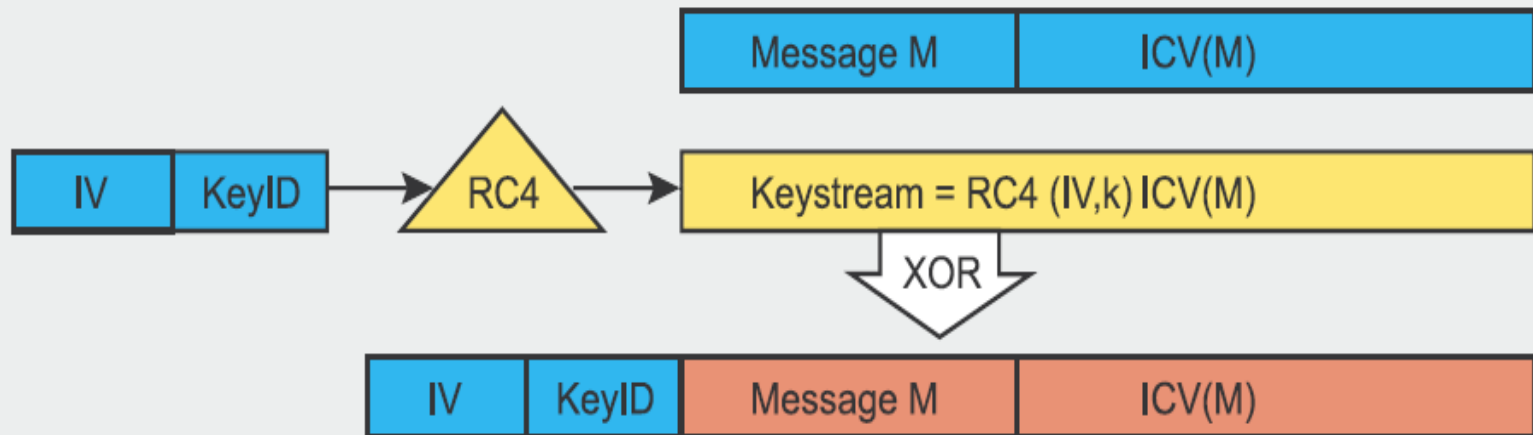 Message M ICV(M)
IV KeyID RC4 Keystream = RC4 (IV,k) ICV(M)
XOR
IV KeyID Message M ICV(M)